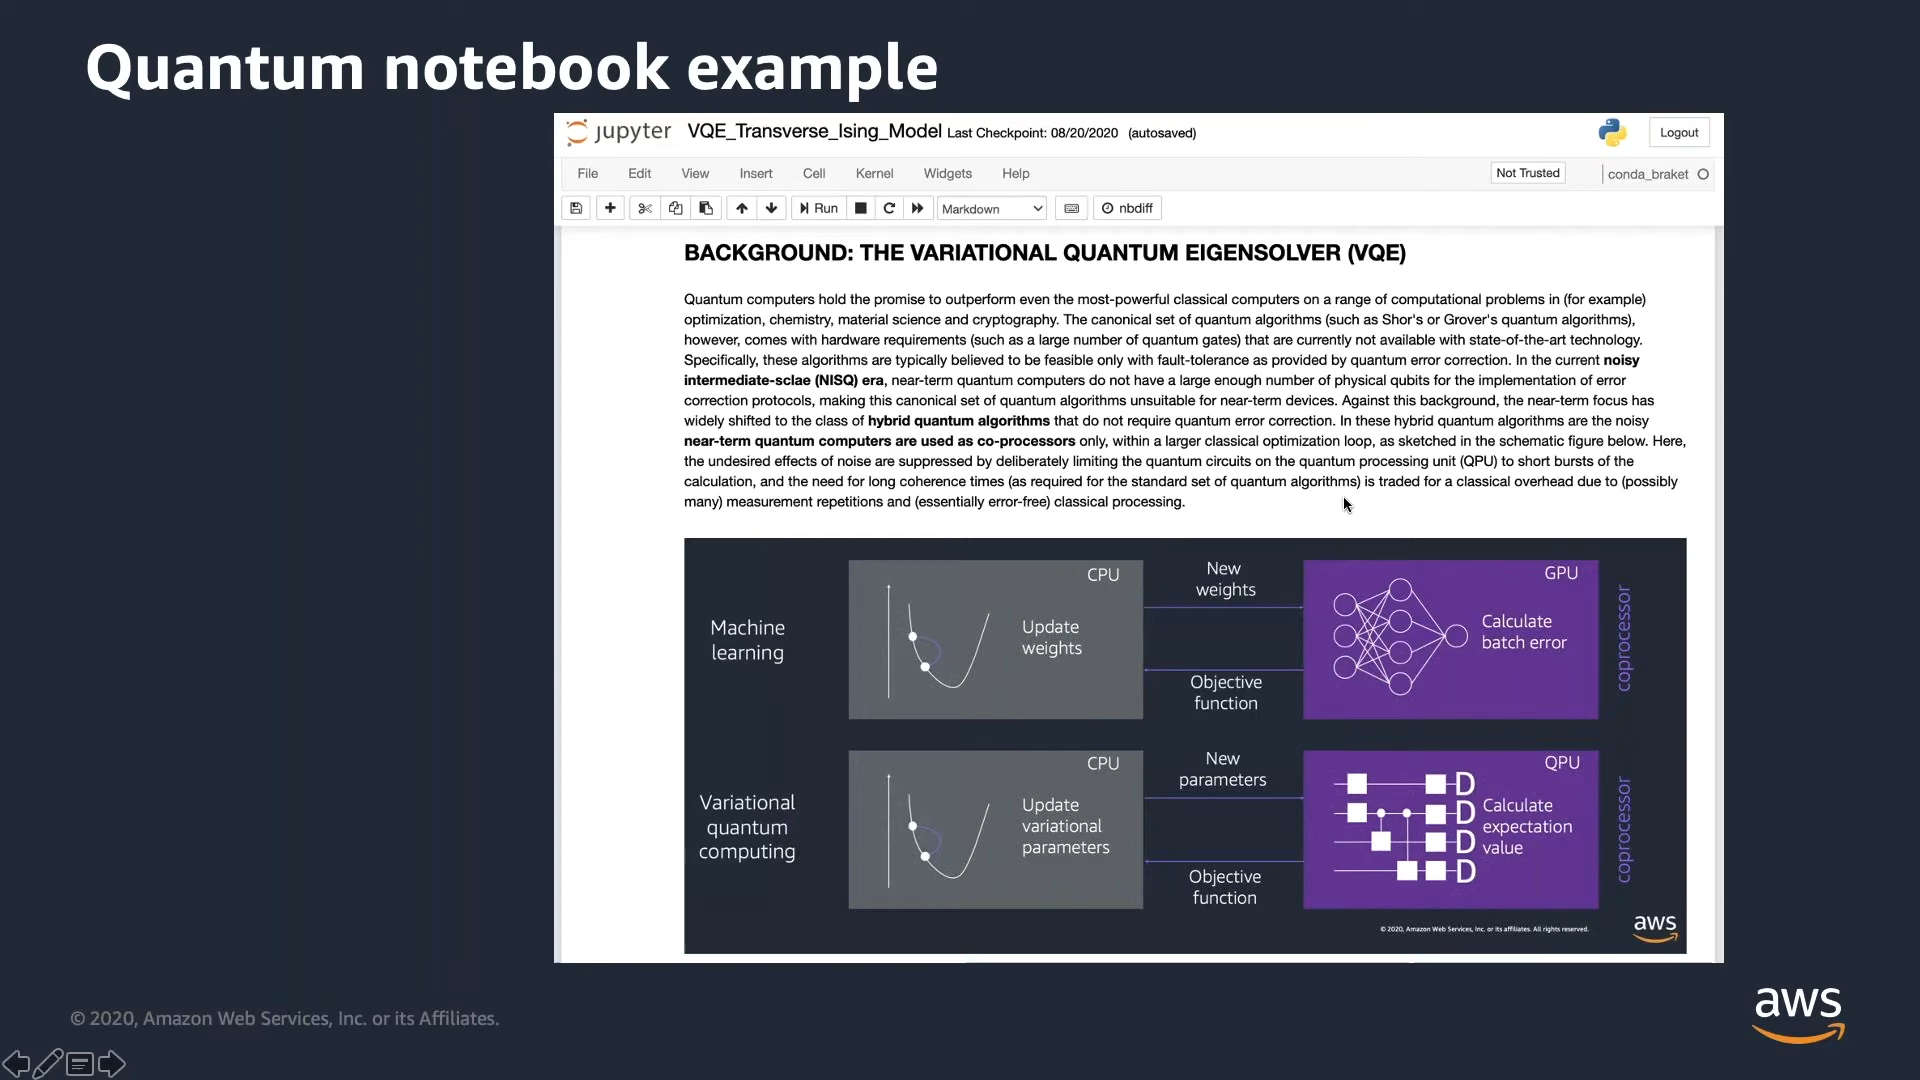 Quantum notebook example
jupyter VQE_Transverse_Ising_Model Last Checkpoint: 08/20/2020 (autosaved)
Logout
File Edit View Insert Cell Kernel Widgets Help
Not Trusted
conda_braket
Run
Markdown
nbdiff
BACKGROUND: THE VARIATIONAL QUANTUM EIGENSOLVER (VQE)
Quantum computers hold the promise to outperform even the most-powerful classical computers on a range of computational problems in (for example)
optimization, chemistry, material science and cryptography. The canonical set of quantum algorithms (such as Shor's or Grover's quantum algorithms),
however, comes with hardware requirements (such as a large number of quantum gates) that are currently not available with state-of-the-art technology.
Specifically, these algorithms are typically believed to be feasible only with fault-tolerance as provided by quantum error correction. In the current noisy
intermediate-sclae (NISQ) era, near-term quantum computers do not have a large enough number of physical qubits for the implementation of error
correction protocols, making this canonical set of quantum algorithms unsuitable for near-term devices. Against this background, the near-term focus has
widely shifted to the class of hybrid quantum algorithms that do not require quantum error correction. In these hybrid quantum algorithms are the noisy
near-term quantum computers are used as co-processors only, within a larger classical optimization loop, as sketched in the schematic figure below. Here,
the undesired effects of noise are suppressed by deliberately limiting the quantum circuits on the quantum processing unit (QPU) to short bursts of the
calculation, and the need for long coherence times (as required for the standard set of quantum algorithms) is traded for a classical overhead due to (possibly
many) measurement repetitions and (essentially error-free) classical processing.
Machine
learning
CPU
Update
weights
New
weights
Objective
function
GPU
Calculate
batch error
coprocessor
Variational
quantum
computing
CPU
Update
variational
parameters
New
parameters
Objective
function
QPU
D
D
D
D
Calculate
expectation
value
coprocessor
© 2020, Amazon Web Services, Inc. or its affiliates. All rights reserved.
aws
© 2020, Amazon Web Services, Inc. or its Affiliates.
aws